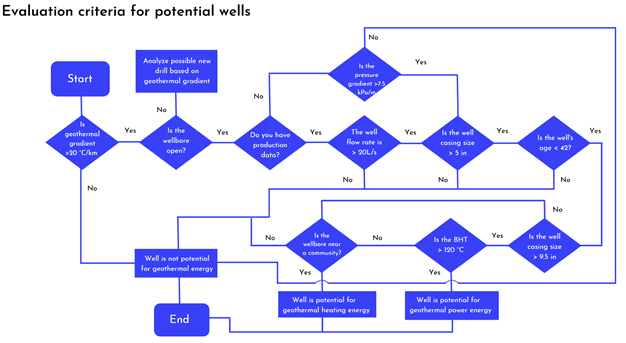 Evaluation criteria for potential wells
No
Start
Analyze possible new
drill based on
geothermal gradient
Is the
pressure
gradient >7.5
kPa/m
Yes
No
No
Is
geothermal
gradient
>20 °C/km
Yes
Is the
wellbore
open?
Yes
Do you have
production
data?
Yes
The well
flow rate is
> 20L/s
Yes
Is the well
casing size
> 5 in
Yes
Is the well's
age < 42?
Yes
No
No
No
No
No
No
Is the
wellbore near
a community?
No
Is the BHT
> 120 °C
Yes
Is the well
casing size
> 9.5 in
Well is not potential
for geothermal energy
Yes
Yes
Well is potential for
geothermal heating energy
Well is potential for
geothermal power energy
End